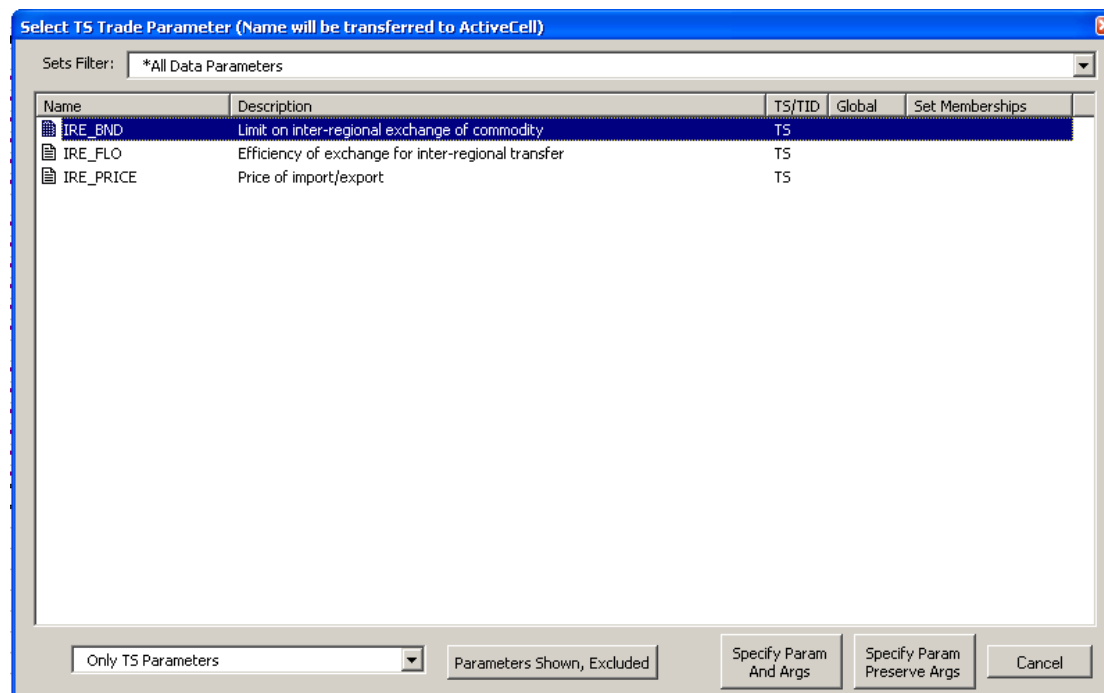 Select TS Trade Parameter (Name will be transferred to ActiveCell)
Sets Filter: *All Data Parameters
Name Description TS/TID Global Set Memberships
IRE_BND Limit on inter-regional exchange of commodity TS
IRE_FLO Efficiency of exchange for inter-regional transfer TS
IRE_PRICE Price of import/export TS
Only TS Parameters Parameters Shown, Excluded Specify Param And Args Specify Param Preserve Args Cancel